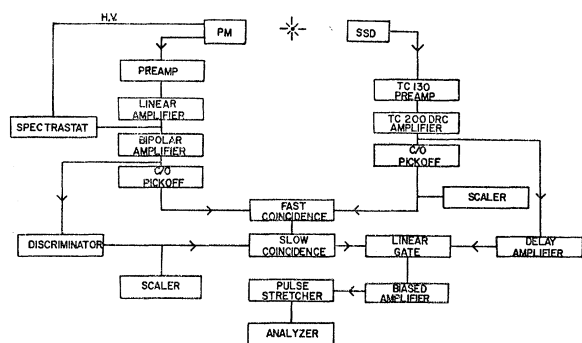 H.V.
PM
SSD
PREAMP
TC 130
PREAMP
LINEAR
AMPLIFIER
TC 200 DRC
AMPLIFIER
SPECTRASTAT
BIPOLAR
AMPLIFIER
C/O
PICKOFF
C/O
PICKOFF
SCALER
FAST
COINCIDENCE
DISCRIMINATOR
SLOW
COINCIDENCE
LINEAR
GATE
DELAY
AMPLIFIER
SCALER
PULSE
STRETCHER
BIASED
AMPLIFIER
ANALYZER